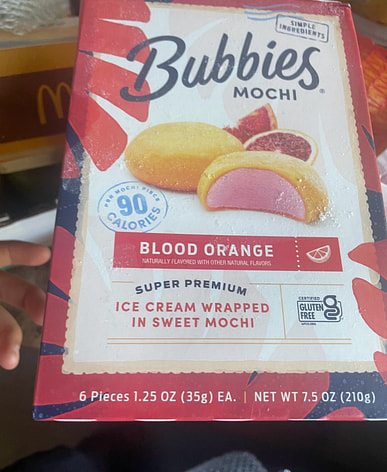 SIMPLE
INGREDIENTS
Bubbies®
MOCHI
PER MOCHI PIECE
90
CALORIES
BLOOD ORANGE
NATURALLY FLAVORED WITH OTHER NATURAL FLAVORS
SUPER PREMIUM
ICE CREAM WRAPPED
IN SWEET MOCHI
CERTIFIED
GLUTEN
FREE
6 Pieces 1.25 OZ (35g) EA. | NET WT 7.5 OZ (210g)